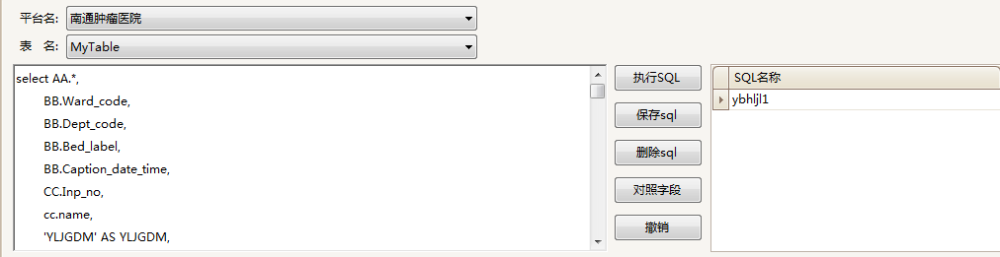 平台名: 南通肿瘤医院
表 名: MyTable
select AA.*,
BB.Ward_code,
BB.Dept_code,
BB.Bed_label,
BB.Caption_date_time,
CC.Inp_no,
cc.name,
'YLJGDM' AS YLJGDM,
执行SQL
保存sql
删除sql
对照字段
撤销
SQL名称
ybhljl1